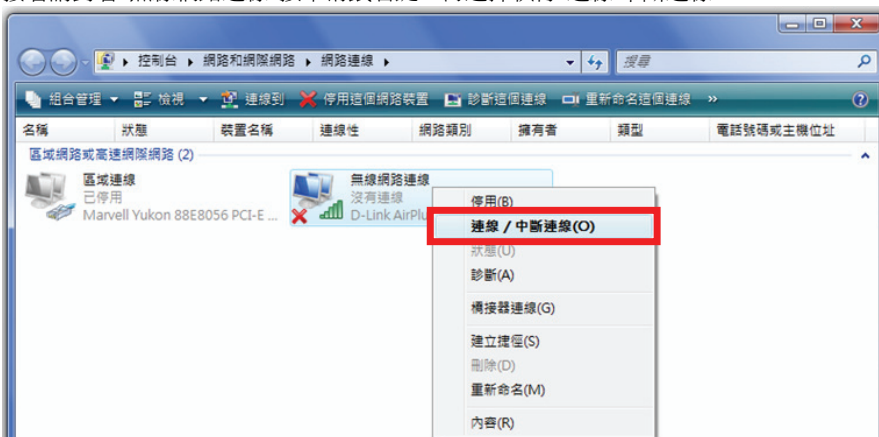 控制台 ▸ 網路和網際網路 ▸ 網路連線 ▸ 搜尋
組合管理 檢視 連線到 停用這個網路裝置 診斷這個連線 重新命名這個連線 »
名稱 狀態 裝置名稱 連線性 網路類別 擁有者 類型 電話號碼或主機位址
區域網路或高速網際網路 (2)
區域連線
已停用
Marvell Yukon 88E8056 PCI-E ...
無線網路連線
沒有連線
D-Link AirPlu
停用(B)
連線 / 中斷連線(O)
狀態(U)
診斷(A)
橋接器連線(G)
建立捷徑(S)
刪除(D)
重新命名(M)
內容(R)